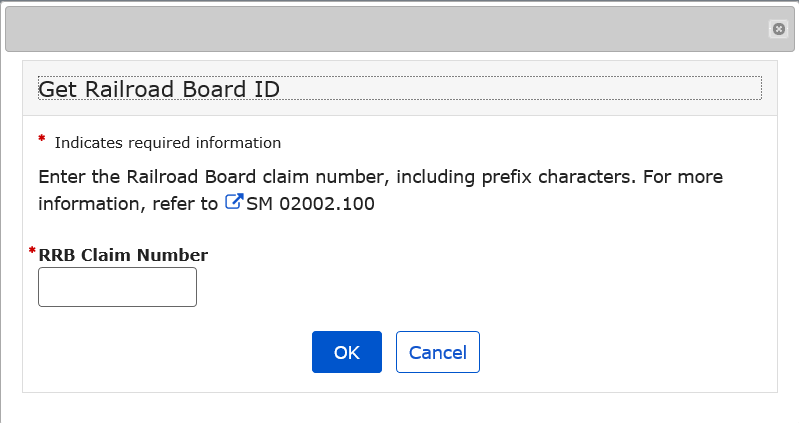 Get Railroad Board ID
* Indicates required information
Enter the Railroad Board claim number, including prefix characters. For more
information, refer to SM 02002.100
*RRB Claim Number
OK Cancel